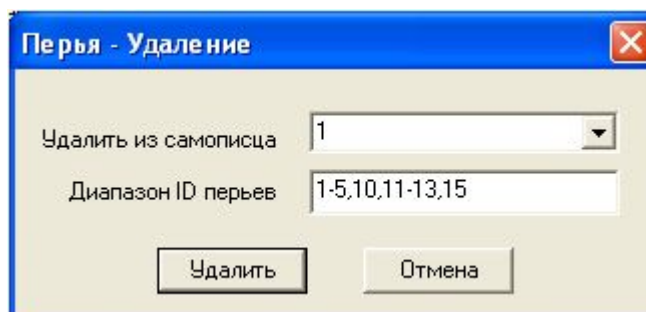 Перья - Удаление
Удалить из самописца 1
Диапазон ID перьев 1-5,10,11-13,15
Удалить Отмена